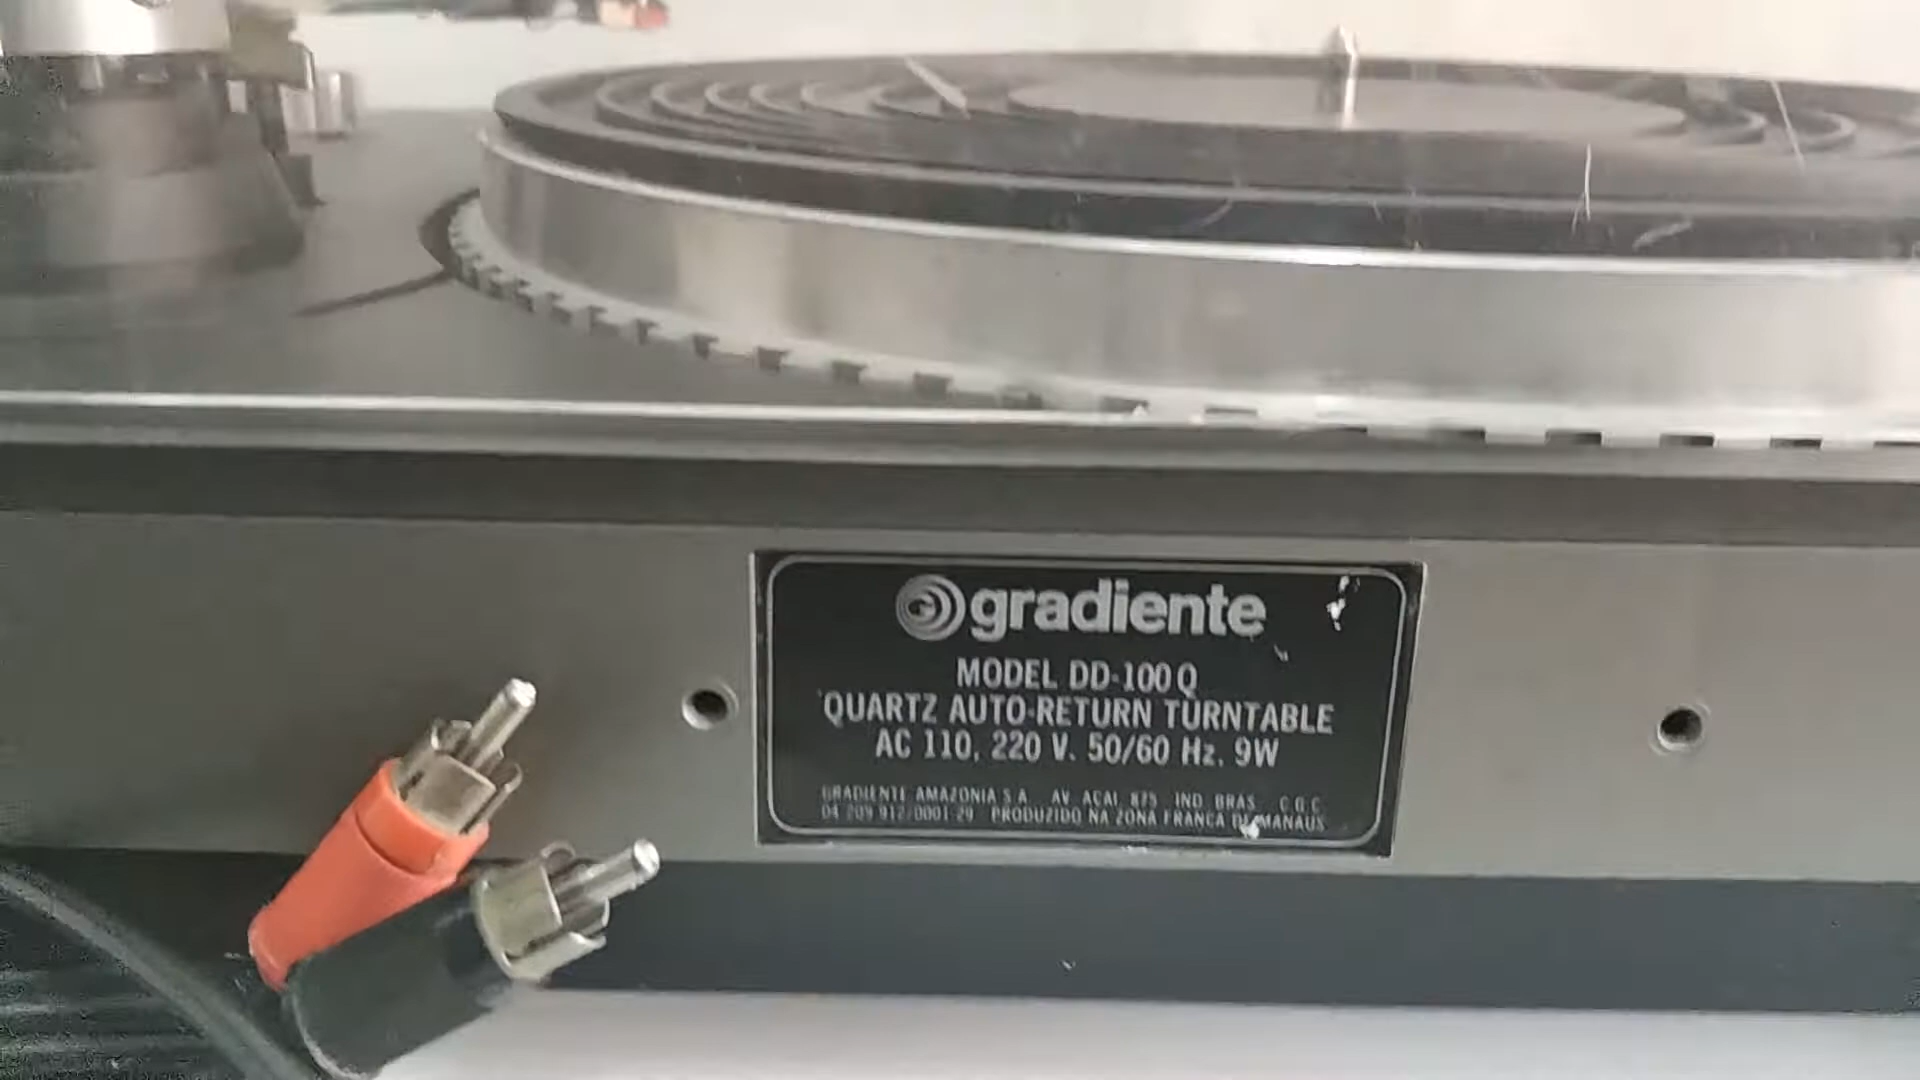 gradiente
MODEL DD-100 Q
QUARTZ AUTO-RETURN TURNTABLE
AC 110, 220 V. 50/60 Hz. 9W
GRADIENTE AMAZONIA S.A. AV. ACAI, 875 IND. BRAS. C.G.C.
04 209 912/0001-29 PRODUZIDO NA ZONA FRANCA DE MANAUS